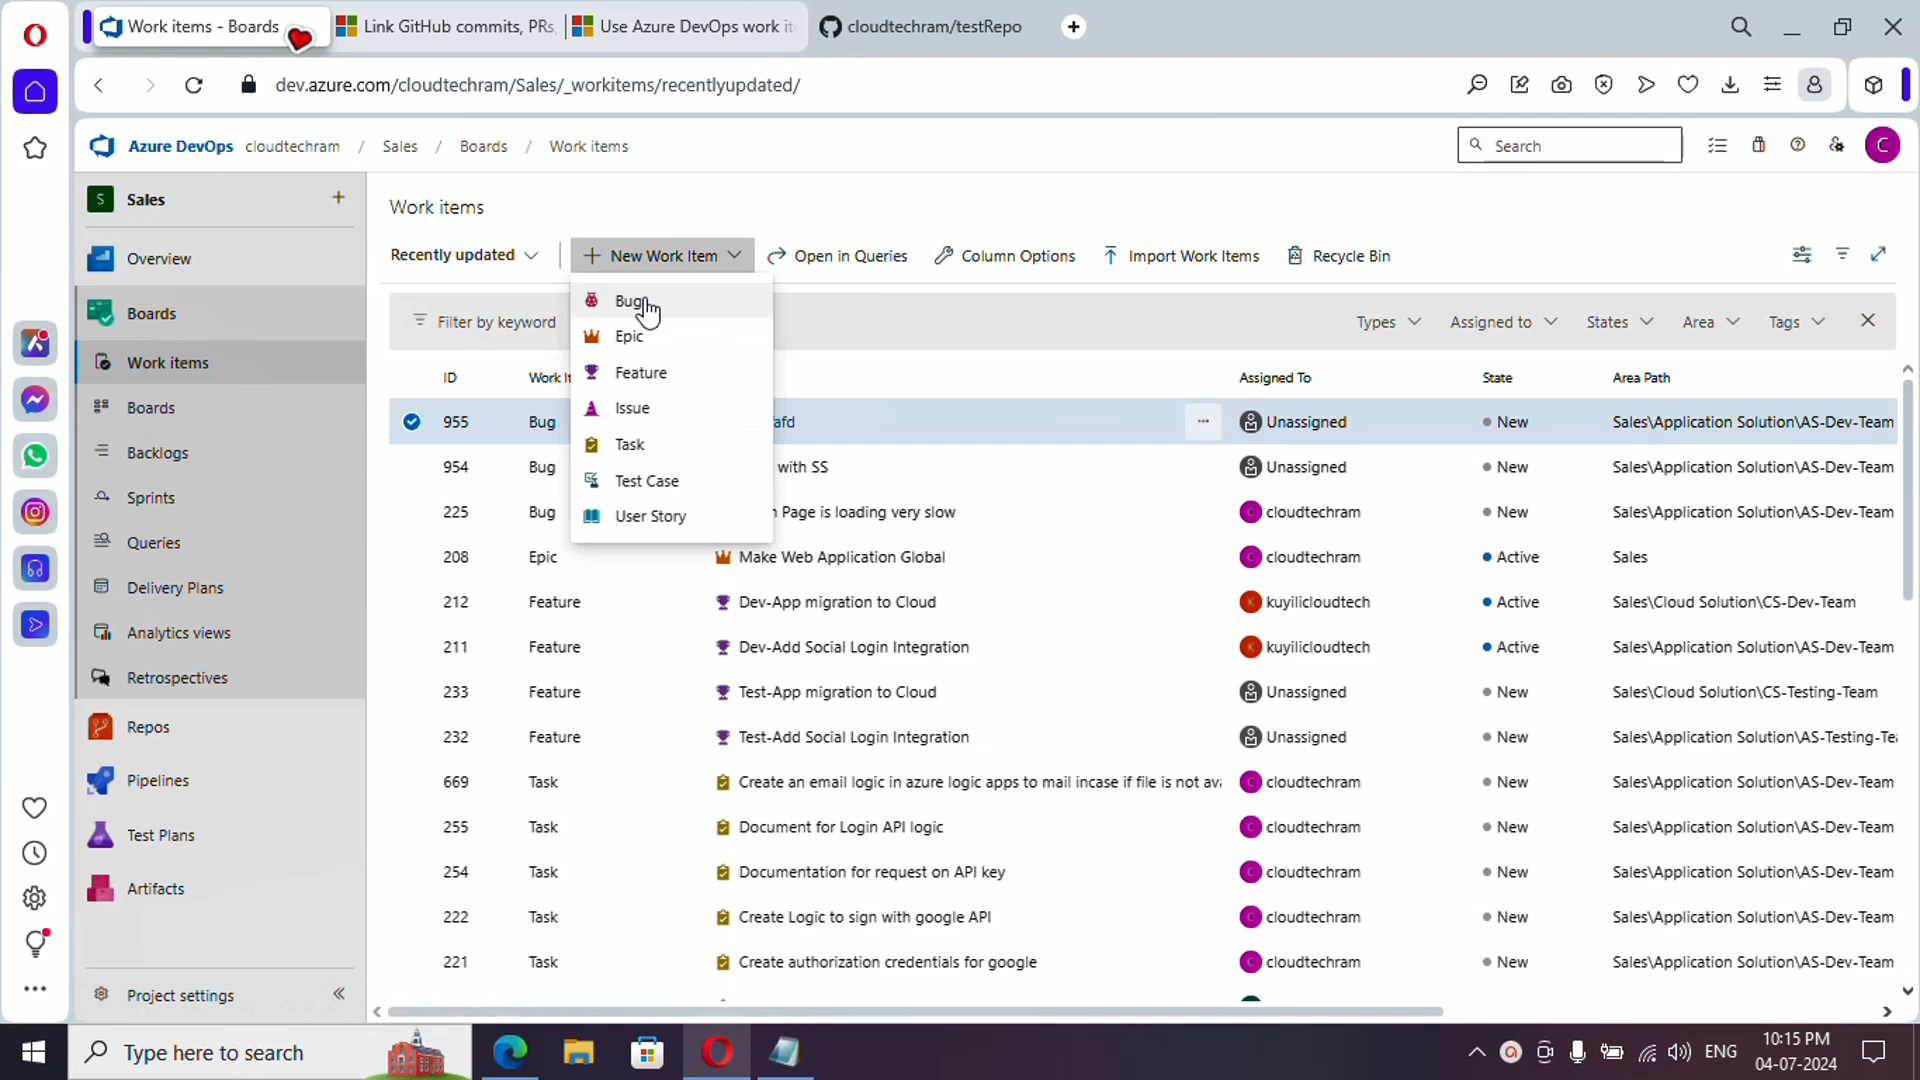 Work items - Boards
Link GitHub commits, PRs,
Use Azure DevOps work it
cloudtechram/testRepo
dev.azure.com/cloudtechram/Sales/_workitems/recentlyupdated/
Azure DevOps cloudtechram / Sales / Boards / Work items
Search
C
S Sales
Overview
Boards
Work items
Boards
Backlogs
Sprints
Queries
Delivery Plans
Analytics views
Retrospectives
Repos
Pipelines
Test Plans
Artifacts
Project settings
Work items
Recently updated
New Work Item
Open in Queries
Column Options
Import Work Items
Recycle Bin
Bug
Epic
Feature
Issue
Task
Test Case
User Story
Filter by keyword
Types
Assigned to
States
Area
Tags
ID Work It Assigned To State Area Path
955 Bug afd Unassigned New Sales\Application Solution\AS-Dev-Team
954 Bug with SS Unassigned New Sales\Application Solution\AS-Dev-Team
225 Bug Page is loading very slow C cloudtechram New Sales\Application Solution\AS-Dev-Team
208 Epic Make Web Application Global C cloudtechram Active Sales
212 Feature Dev-App migration to Cloud K kuyilicloudtech Active Sales\Cloud Solution\CS-Dev-Team
211 Feature Dev-Add Social Login Integration K kuyilicloudtech Active Sales\Application Solution\AS-Dev-Team
233 Feature Test-App migration to Cloud Unassigned New Sales\Cloud Solution\CS-Testing-Team
232 Feature Test-Add Social Login Integration Unassigned New Sales\Application Solution\AS-Testing-Te
669 Task Create an email logic in azure logic apps to mail incase if file is not av C cloudtechram New Sales\Application Solution\AS-Dev-Team
255 Task Document for Login API logic C cloudtechram New Sales\Application Solution\AS-Dev-Team
254 Task Documentation for request on API key C cloudtechram New Sales\Application Solution\AS-Dev-Team
222 Task Create Logic to sign with google API C cloudtechram New Sales\Application Solution\AS-Dev-Team
221 Task Create authorization credentials for google C cloudtechram New Sales\Application Solution\AS-Dev-Team
Type here to search
ENG
10:15 PM
04-07-2024